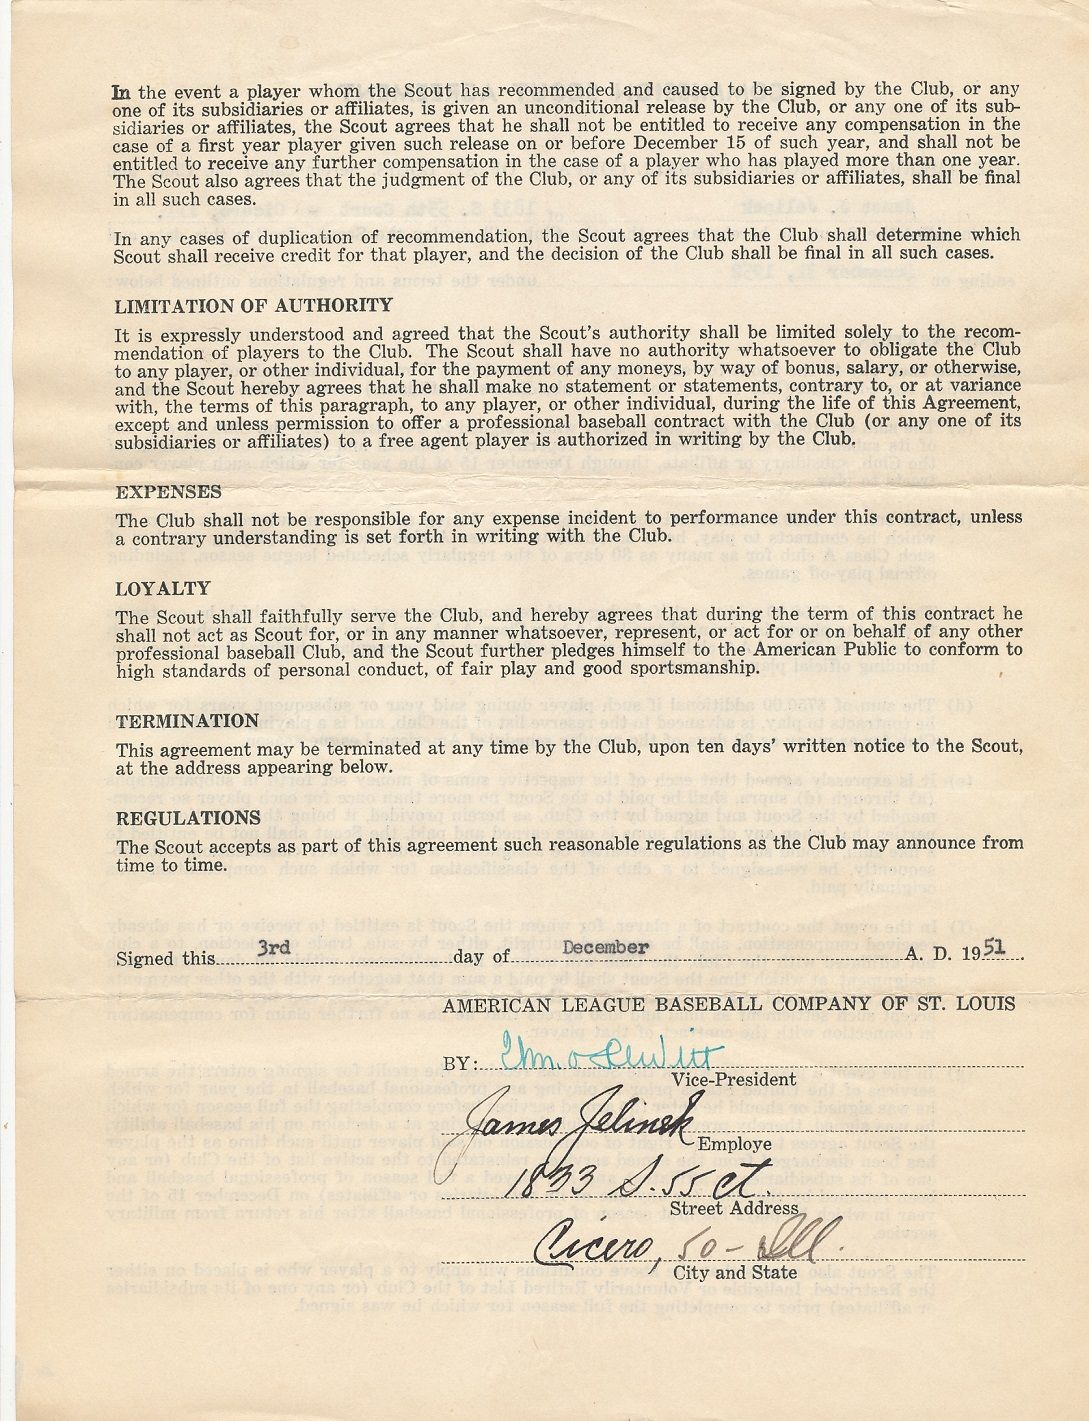 In the event a player whom the Scout has recommended and caused to be signed by the Club, or any
one of its subsidiaries or affiliates, is given an unconditional release by the Club, or any one of its sub-
sidiaries or affiliates, the Scout agrees that he shall not be entitled to receive any compensation in the
case of a first year player given such release on or before December 15 of such year, and shall not be
entitled to receive any further compensation in the case of a player who has played more than one year.
The Scout also agrees that the judgment of the Club, or any of its subsidiaries or affiliates, shall be final
in all such cases.
In any cases of duplication of recommendation, the Scout agrees that the Club shall determine which
Scout shall receive credit for that player, and the decision of the Club shall be final in all such cases.
LIMITATION OF AUTHORITY
It is expressly understood and agreed that the Scout's authority shall be limited solely to the recom-
mendation of players to the Club. The Scout shall have no authority whatsoever to obligate the Club
to any player, or other individual, for the payment of any moneys, by way of bonus, salary, or otherwise,
and the Scout hereby agrees that he shall make no statement or statements, contrary to, or at variance
with, the terms of this paragraph, to any player, or other individual, during the life of this Agreement,
except and unless permission to offer a professional baseball contract with the Club (or any one of its
subsidiaries or affiliates) to a free agent player is authorized in writing by the Club.
EXPENSES
The Club shall not be responsible for any expense incident to performance under this contract, unless
a contrary understanding is set forth in writing with the Club.
LOYALTY
The Scout shall faithfully serve the Club, and hereby agrees that during the term of this contract he
shall not act as Scout for, or in any manner whatsoever, represent, or act for or on behalf of any other
professional baseball Club, and the Scout further pledges himself to the American Public to conform to
high standards of personal conduct, of fair play and good sportsmanship.
TERMINATION
This agreement may be terminated at any time by the Club, upon ten days' written notice to the Scout,
at the address appearing below.
REGULATIONS
The Scout accepts as part of this agreement such reasonable regulations as the Club may announce from
time to time.
Signed this 3rd day of December A. D. 1951.
AMERICAN LEAGUE BASEBALL COMPANY OF ST. LOUIS
BY: Wm. O DeWitt
Vice-President
James Jelinek
Employe
1833 S. 55 ct.
Street Address
Cicero, 50 - Ill.
City and State